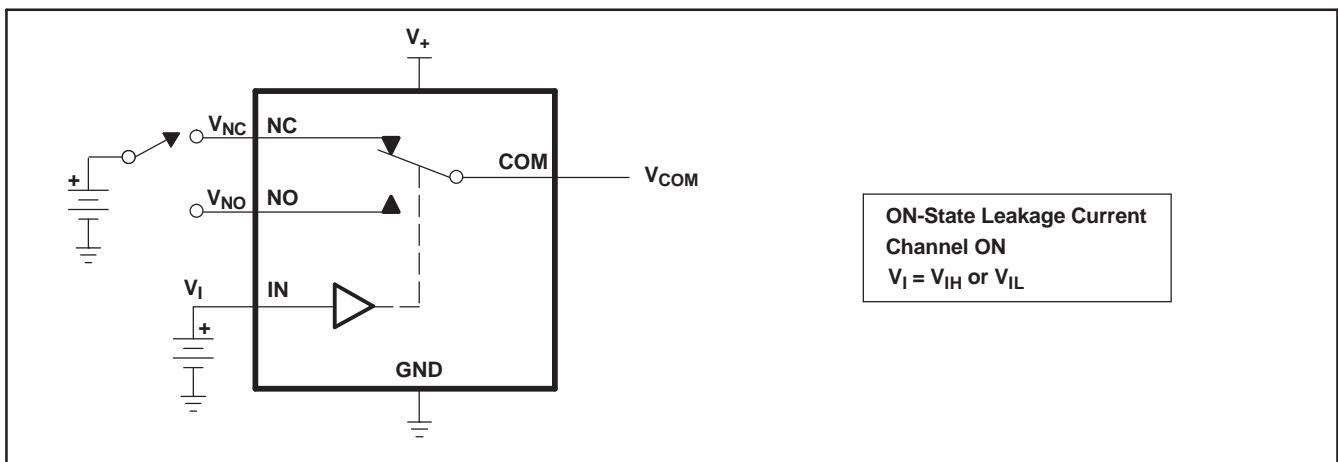 V+
VNC NC
COM
VCOM
+
VNO NO
ON-State Leakage Current
Channel ON
VI = VIH or VIL
VI IN
+
GND